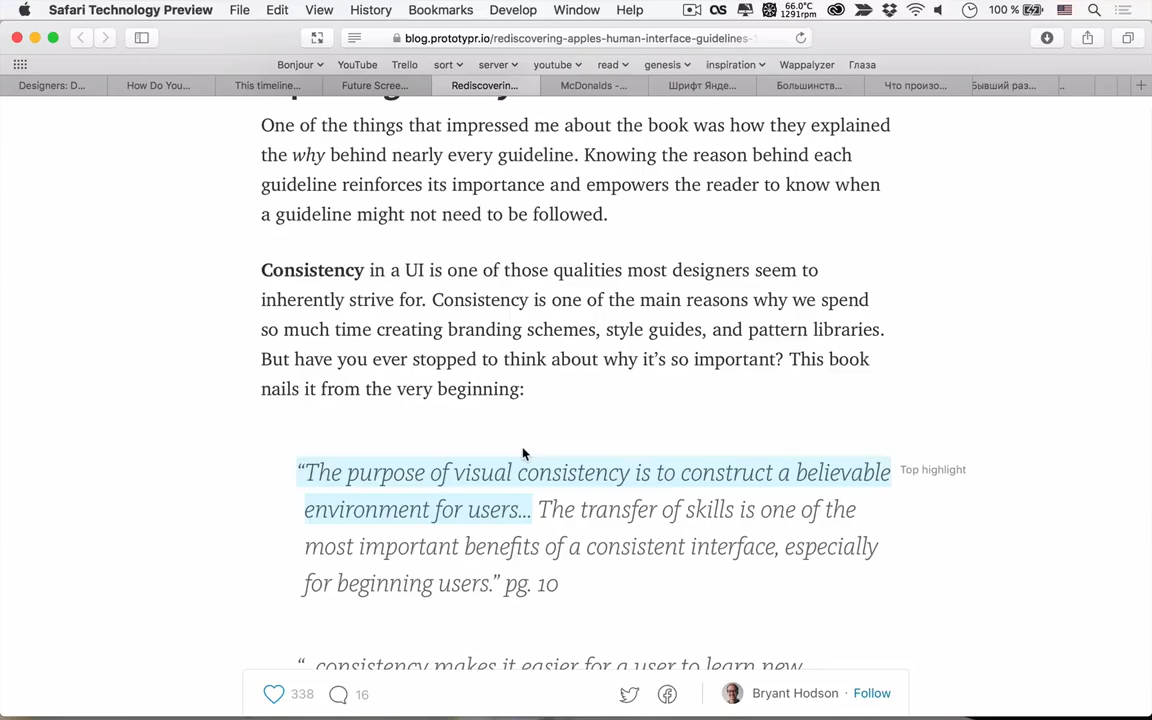 Safari Technology Preview File Edit View History Bookmarks Develop Window Help 66.0°C 1291rpm 100 %
blog.prototypr.io/rediscovering-apples-human-interface-guidelines-
Bonjour YouTube Trello sort server youtube read genesis inspiration Wappalyzer Глаза
Designers: D... How Do You... This timeline... Future Scree... Rediscoverin... McDonalds -... Шрифт Янде... Большинств... Что произо... Бывший раз...
One of the things that impressed me about the book was how they explained
the why behind nearly every guideline. Knowing the reason behind each
guideline reinforces its importance and empowers the reader to know when
a guideline might not need to be followed.
Consistency in a UI is one of those qualities most designers seem to
inherently strive for. Consistency is one of the main reasons why we spend
so much time creating branding schemes, style guides, and pattern libraries.
But have you ever stopped to think about why it’s so important? This book
nails it from the very beginning:
“The purpose of visual consistency is to construct a believable Top highlight
environment for users... The transfer of skills is one of the
most important benefits of a consistent interface, especially
for beginning users.” pg. 10
“...consistency makes it easier for a user to learn new
338 16 Bryant Hodson · Follow